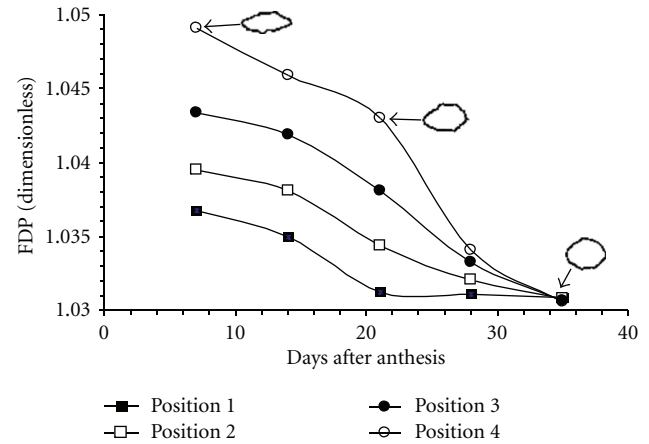 1.05
1.045
1.04
1.035
1.03
FDP (dimensionless)
0 10 20 30 40
Days after anthesis
Position 1 Position 3
Position 2 Position 4